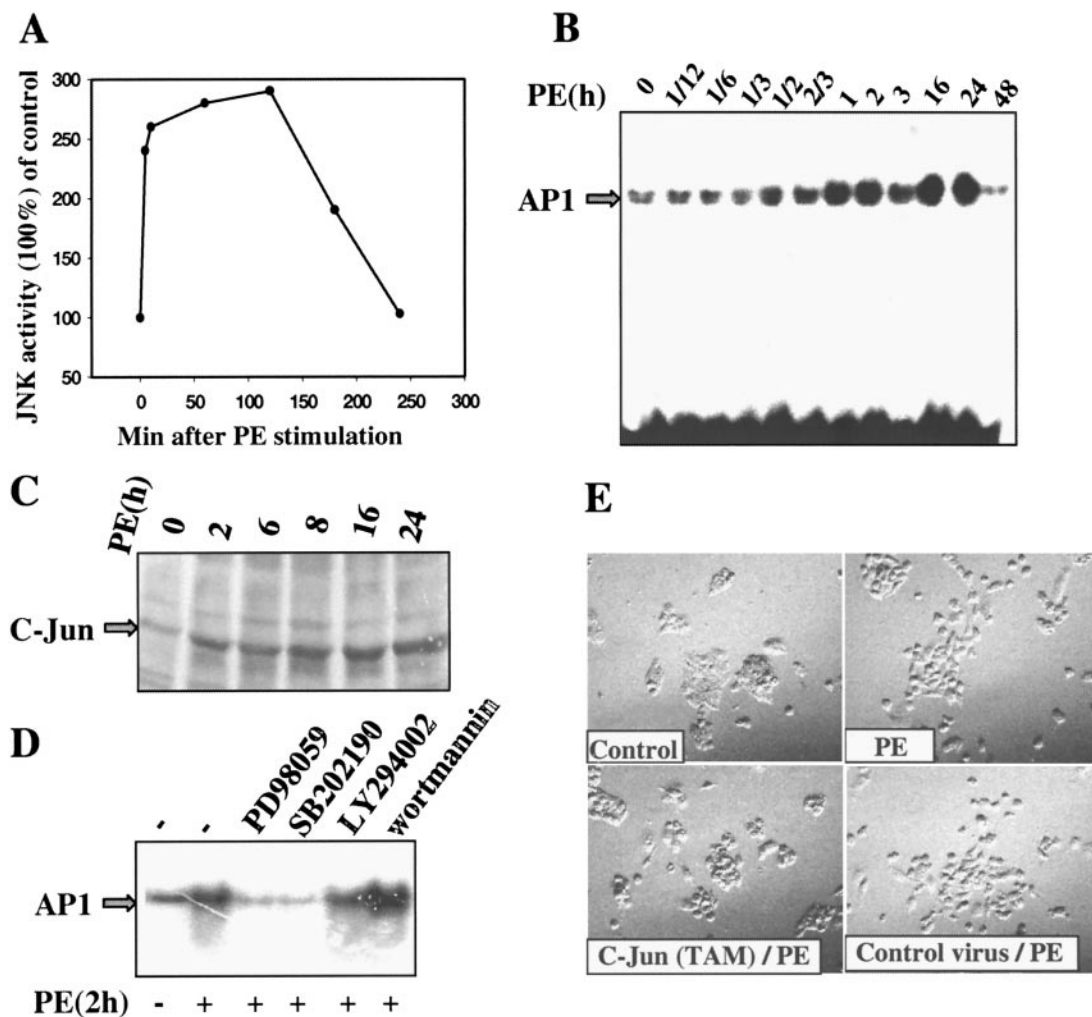 A
JNK activity (100%) of control
300
250
200
150
100
50
0 50 100 150 200 250 300
Min after PE stimulation
B
PE(h) 0 1/12 1/6 1/3 1/2 2/3 1 2 3 16 24 48
AP1
C
PE(h) 0 2 6 8 16 24
C-Jun
D
- - PD98059 SB202190 LY294002 wortmannin
AP1
PE(2h) - + + + + +
E
Control
PE
C-Jun (TAM) / PE
Control virus / PE